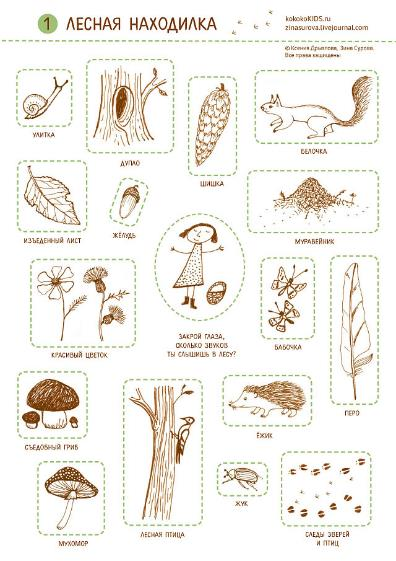 1 ЛЕСНАЯ НАХОДИЛКА
kokokoKIDS.ru
zinasurova.livejournal.com
© Ксения Дрызлова, Зина Сурова.
Все права защищены
УЛИТКА
ДУПЛО
ШИШКА
БЕЛОЧКА
ИЗЪЕДЕННЫЙ ЛИСТ
ЖЁЛУДЬ
МУРАВЕЙНИК
КРАСИВЫЙ ЦВЕТОК
ЗАКРОЙ ГЛАЗА,
СКОЛЬКО ЗВУКОВ
ТЫ СЛЫШИШЬ В ЛЕСУ?
БАБОЧКА
ПЕРО
СЪЕДОБНЫЙ ГРИБ
ЁЖИК
МУХОМОР
ЛЕСНАЯ ПТИЦА
ЖУК
СЛЕДЫ ЗВЕРЕЙ
И ПТИЦ